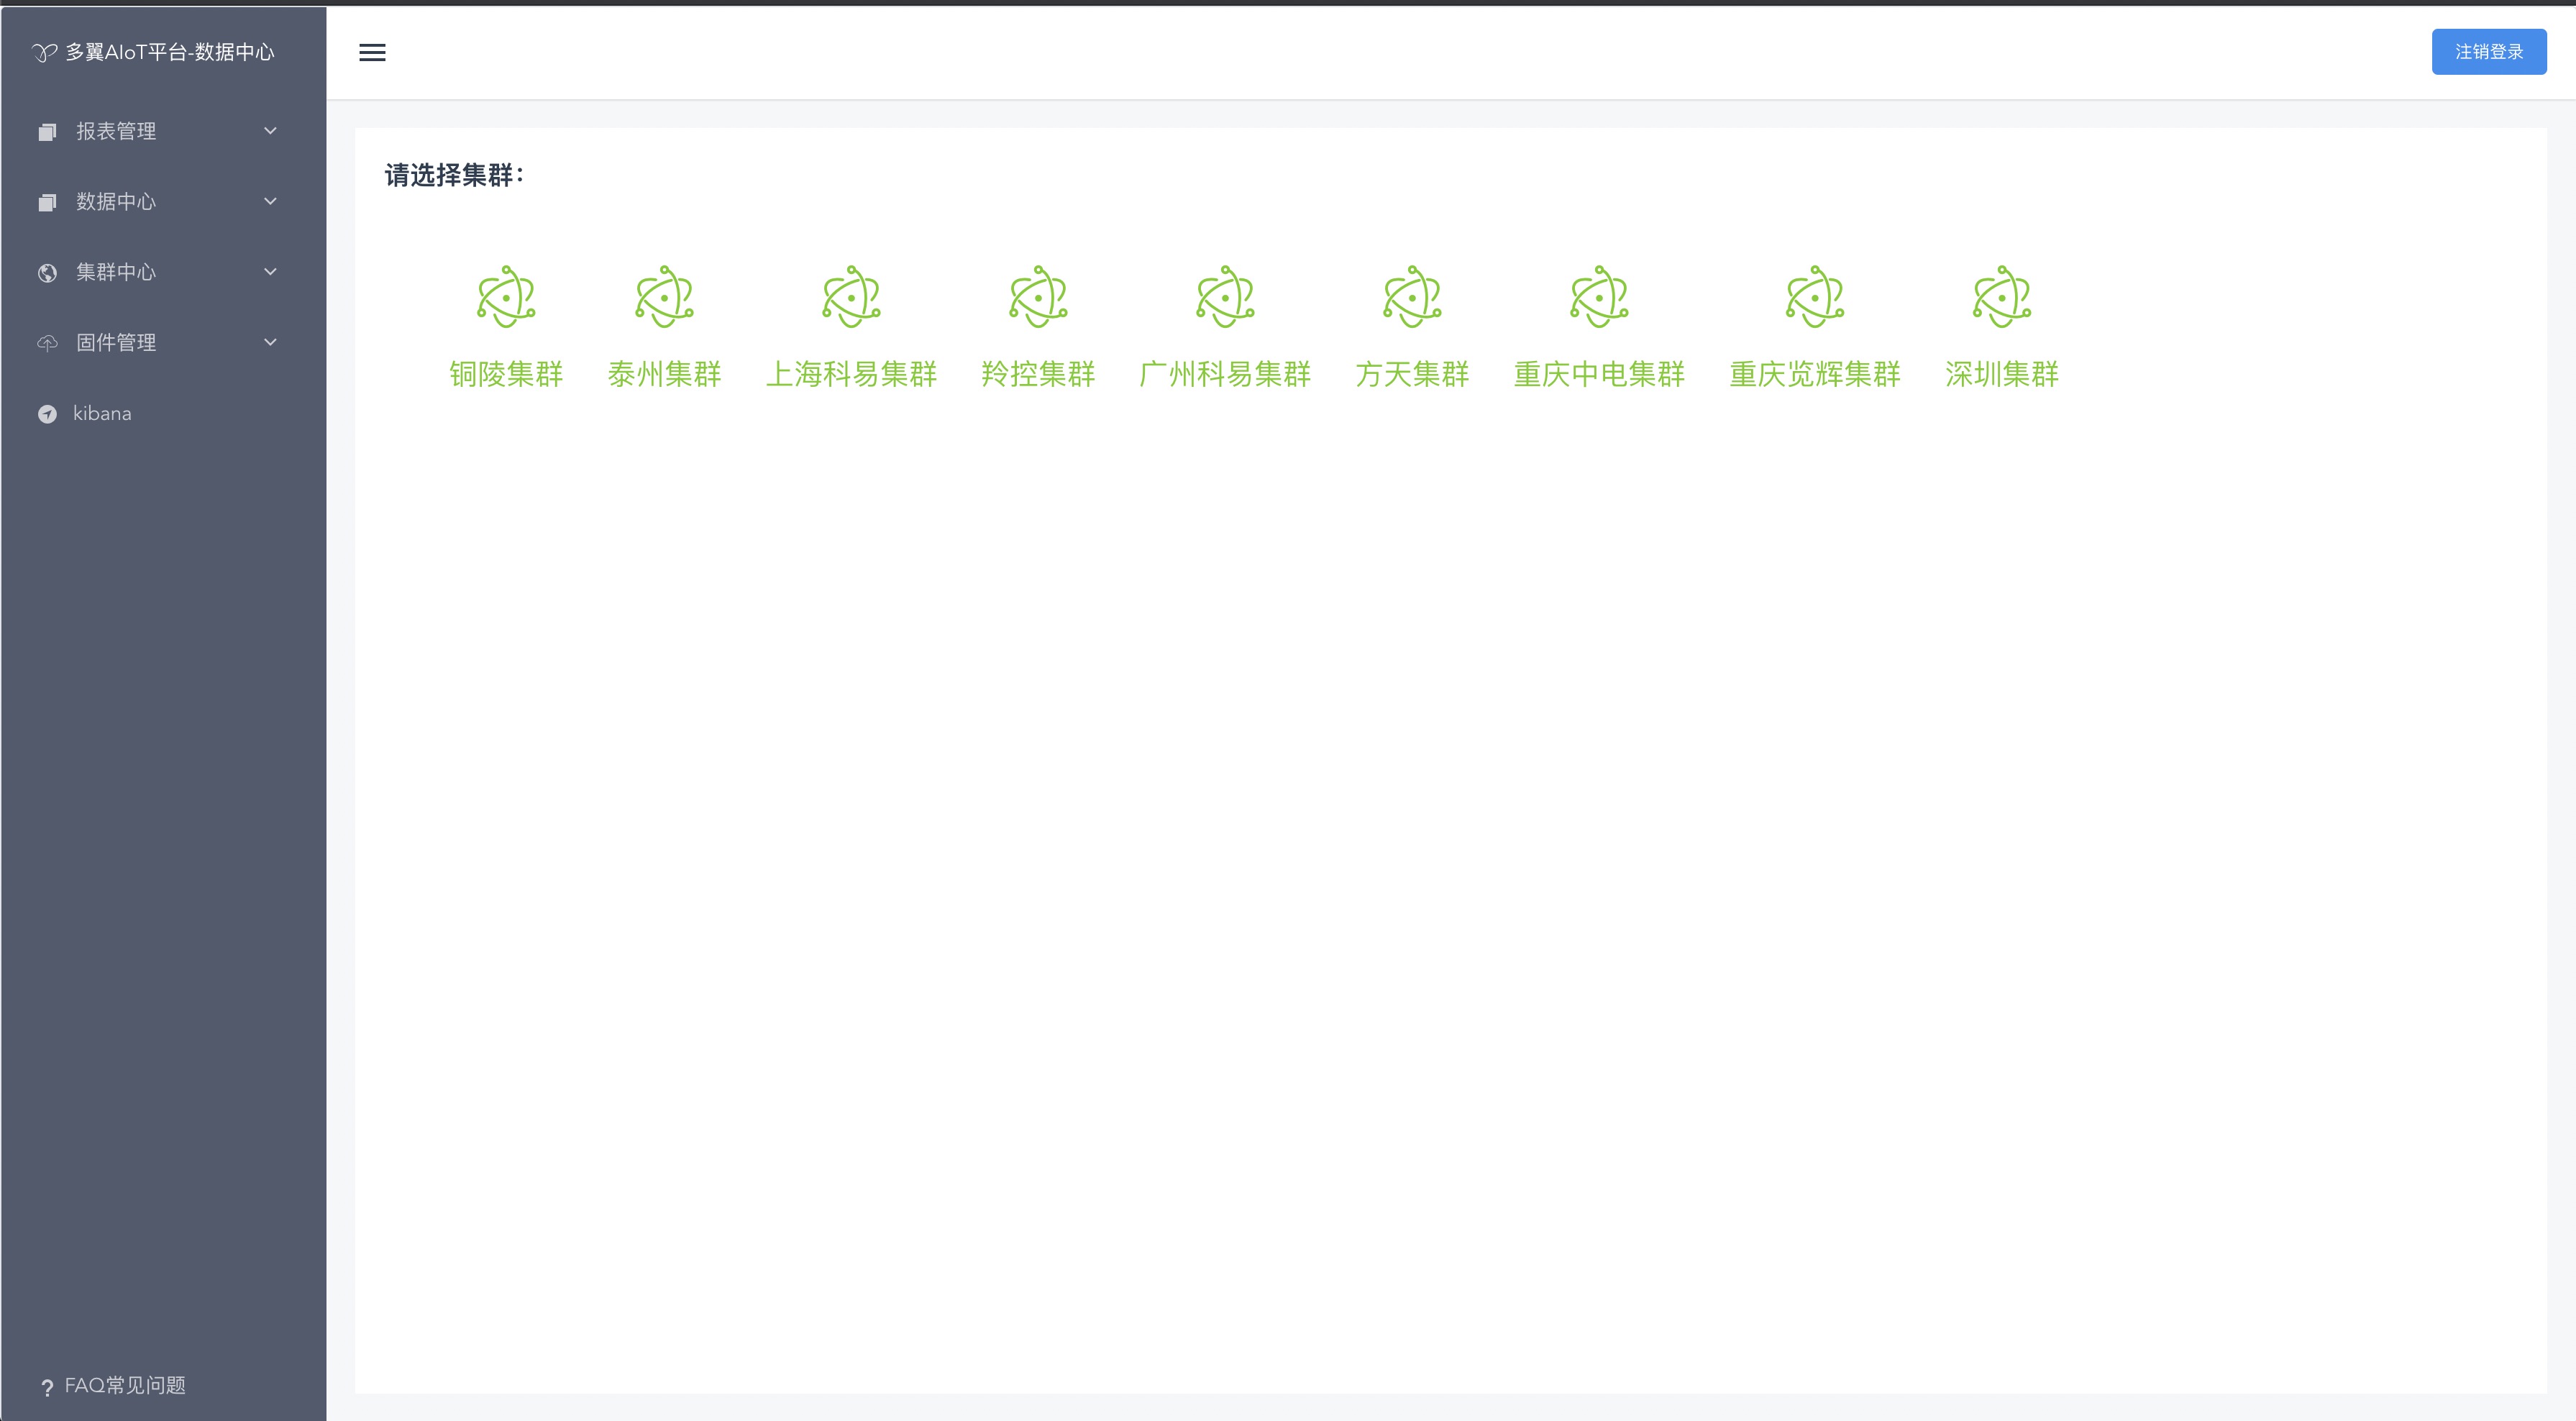 多翼AIoT平台-数据中心
注销登录
报表管理
数据中心
集群中心
固件管理
kibana
请选择集群：
铜陵集群
泰州集群
上海科易集群
羚控集群
广州科易集群
方天集群
重庆中电集群
重庆览辉集群
深圳集群
? FAQ常见问题